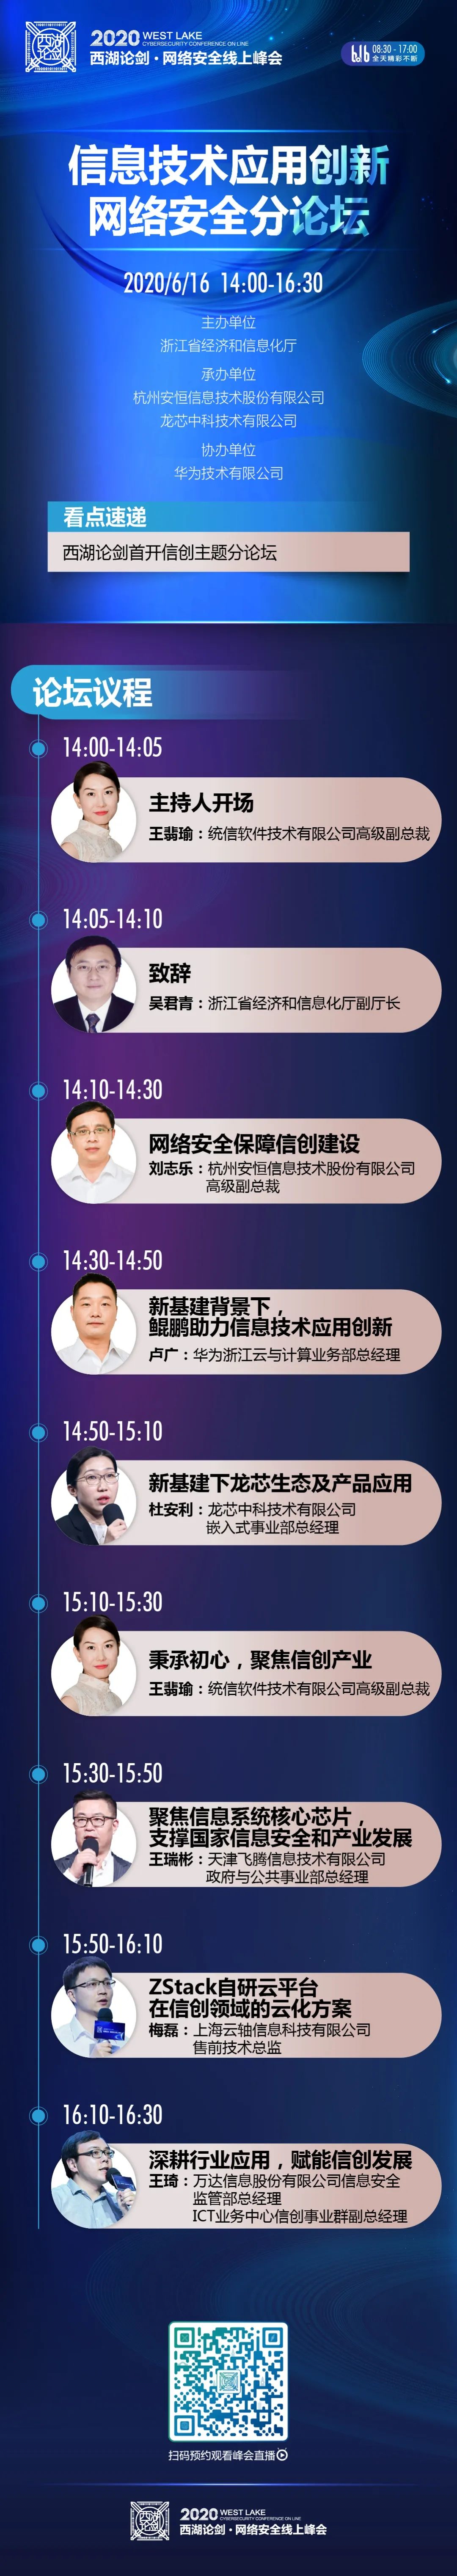 2020 WEST LAKE
CYBERSECURITY CONFERENCE ON LINE
西湖论剑·网络安全线上峰会
6.16 08:30 - 17:00
全天精彩不断
信息技术应用创新
网络安全分论坛
2020/6/16 14:00-16:30
主办单位
浙江省经济和信息化厅
承办单位
杭州安恒信息技术股份有限公司
龙芯中科技术有限公司
协办单位
华为技术有限公司
看点速递
西湖论剑首开信创主题分论坛
论坛议程
14:00-14:05
主持人开场
王翡瑜：统信软件技术有限公司高级副总裁
14:05-14:10
致辞
吴君青：浙江省经济和信息化厅副厅长
14:10-14:30
网络安全保障信创建设
刘志乐：杭州安恒信息技术股份有限公司
高级副总裁
14:30-14:50
新基建背景下，
鲲鹏助力信息技术应用创新
卢广：华为浙江云与计算业务部总经理
14:50-15:10
新基建下龙芯生态及产品应用
杜安利：龙芯中科技术有限公司
嵌入式事业部总经理
15:10-15:30
秉承初心，聚焦信创产业
王翡瑜：统信软件技术有限公司高级副总裁
15:30-15:50
聚焦信息系统核心芯片，
支撑国家信息安全和产业发展
王瑞彬：天津飞腾信息技术有限公司
政府与公共事业部总经理
15:50-16:10
ZStack自研云平台
在信创领域的云化方案
梅磊：上海云轴信息科技有限公司
售前技术总监
16:10-16:30
深耕行业应用，赋能信创发展
王琦：万达信息股份有限公司信息安全
监管部总经理
ICT业务中心信创事业群副总经理
扫码预约观看峰会直播
2020 WEST LAKE
CYBERSECURITY CONFERENCE ON LINE
西湖论剑·网络安全线上峰会